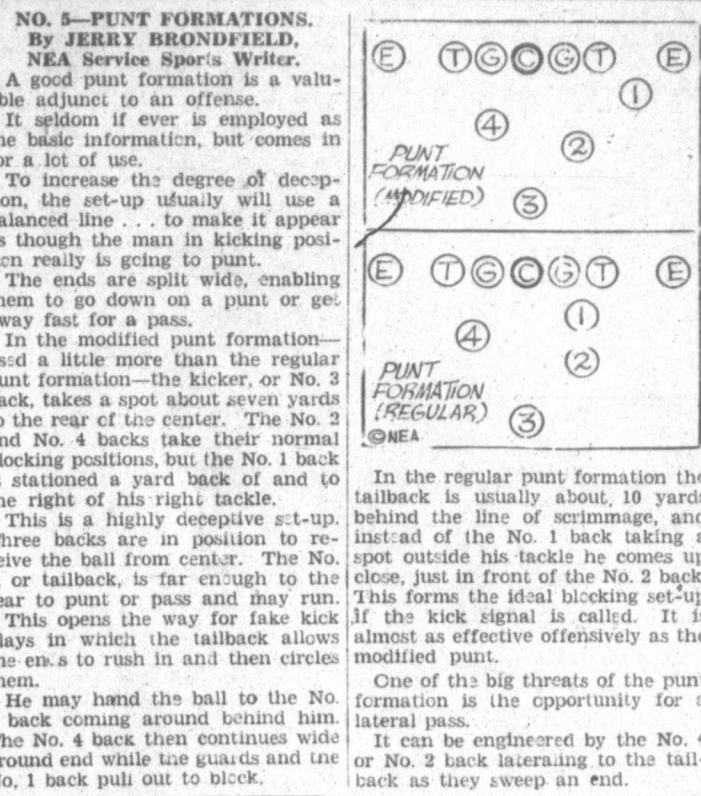 NO. 5—PUNT FORMATIONS.
By JERRY BRONDFIELD,
NEA Service Sports Writer.
A good punt formation is a valu-
ble adjunct to an offense.
It seldom if ever is employed as
he basic information, but comes in
or a lot of use.
To increase the degree of decep-
on, the set-up usually will use a
alanced line . . . to make it appear
s though the man in kicking posi-
on really is going to punt.
The ends are split wide, enabling
hem to go down on a punt or get
way fast for a pass.
In the modified punt formation—
sed a little more than the regular
unt formation—the kicker, or No. 3
ack, takes a spot about seven yards
o the rear of the center. The No. 2
nd No. 4 backs take their normal
locking positions, but the No. 1 back
s stationed a yard back of and to
he right of his right tackle.
This is a highly deceptive set-up.
hree backs are in position to re-
eive the ball from center. The No.
, or tailback, is far enough to the
ear to punt or pass and may run.
This opens the way for fake kick
lays in which the tailback allows
he ends to rush in and then circles
hem.
He may hand the ball to the No.
back coming around behind him.
he No. 4 back then continues wide
round end while the guards and the
No. 1 back pull out to block.
E T G C G T E
1
4
2
PUNT
FORMATION
(MODIFIED)
3
E T G C G T E
1
4
2
PUNT
FORMATION
(REGULAR)
3
©NEA
In the regular punt formation the
tailback is usually about 10 yards
behind the line of scrimmage, and
instead of the No. 1 back taking a
spot outside his tackle he comes up
close, just in front of the No. 2 back.
This forms the ideal blocking set-up
if the kick signal is called. It is
almost as effective offensively as the
modified punt.
One of the big threats of the punt
formation is the opportunity for a
lateral pass.
It can be engineered by the No. 4
or No. 2 back lateraling to the tail-
back as they sweep an end.